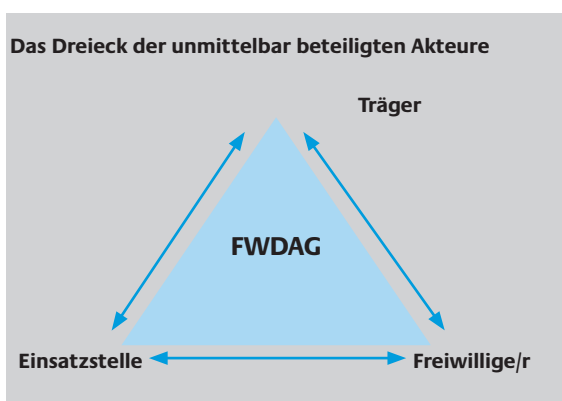 Das Dreieck der unmittelbar beteiligten Akteure
Träger
FWDAG
Einsatzstelle
Freiwillige/r